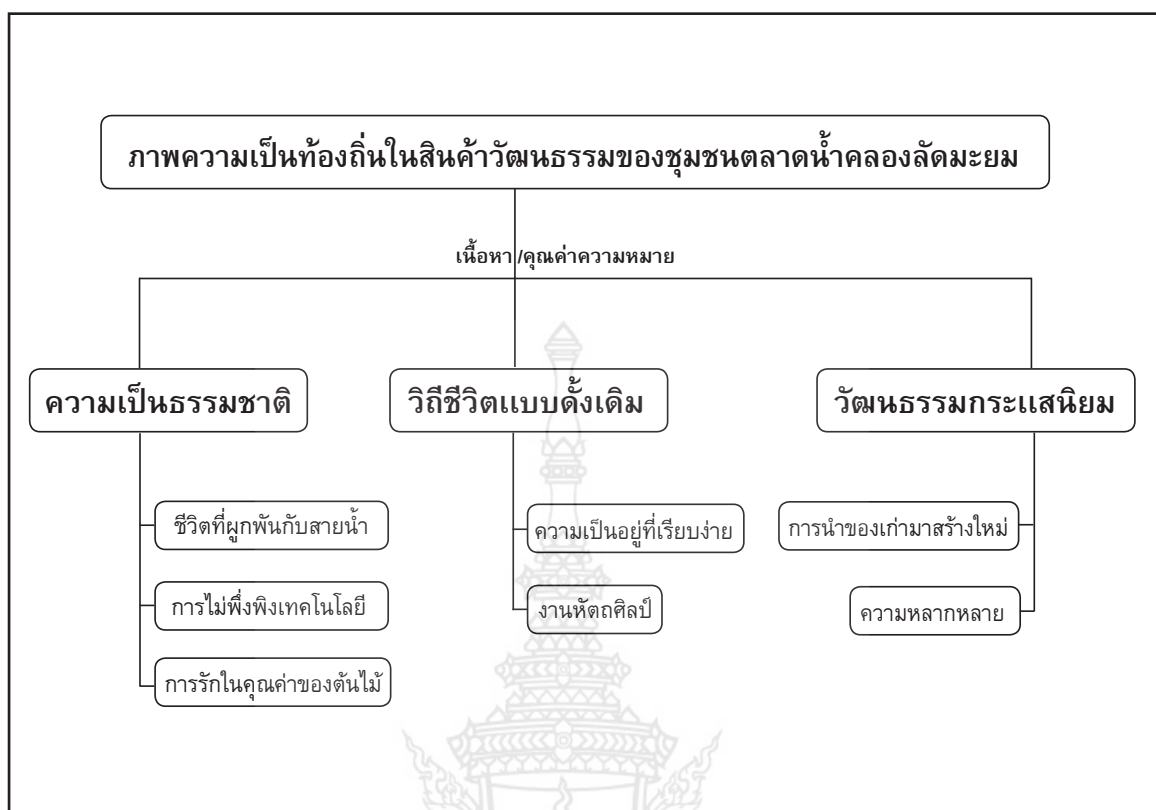 ภาพความเป็นท้องถิ่นในสินค้าวัฒนธรรมของชุมชนตลาดน้ำคลองลัดมะยม
เนื้อหา /คุณค่าความหมาย
ความเป็นธรรมชาติ
ชีวิตที่ผูกพันกับสายน้ำ
การไม่พึ่งพิงเทคโนโลยี
การรักในคุณค่าของต้นไม้
วิถีชีวิตแบบดั้งเดิม
ความเป็นอยู่ที่เรียบง่าย
งานหัตถศิลป์
วัฒนธรรมกระแสนิยม
การนำของเก่ามาสร้างใหม่
ความหลากหลาย